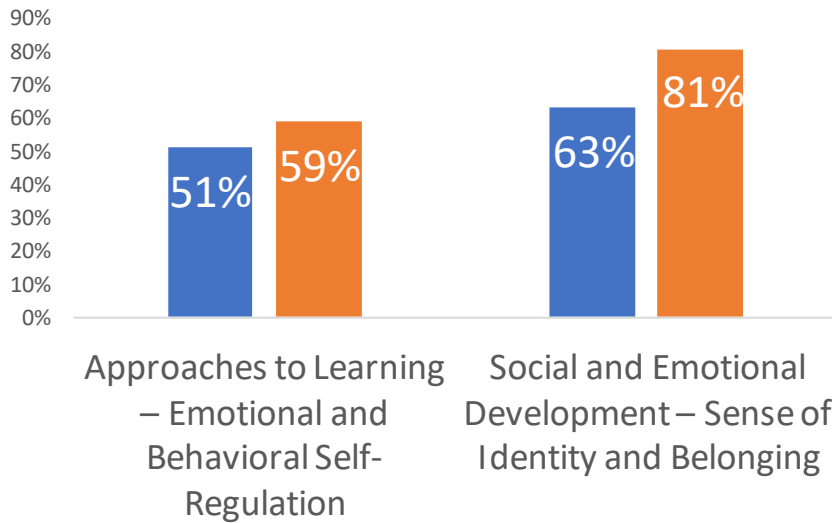 90%
80%
70%
60%
50%
40%
30%
20%
10%
0%
51%
59%
63%
81%
Approaches to Learning
– Emotional and
Behavioral Self-
Regulation
Social and Emotional
Development – Sense of
Identity and Belonging